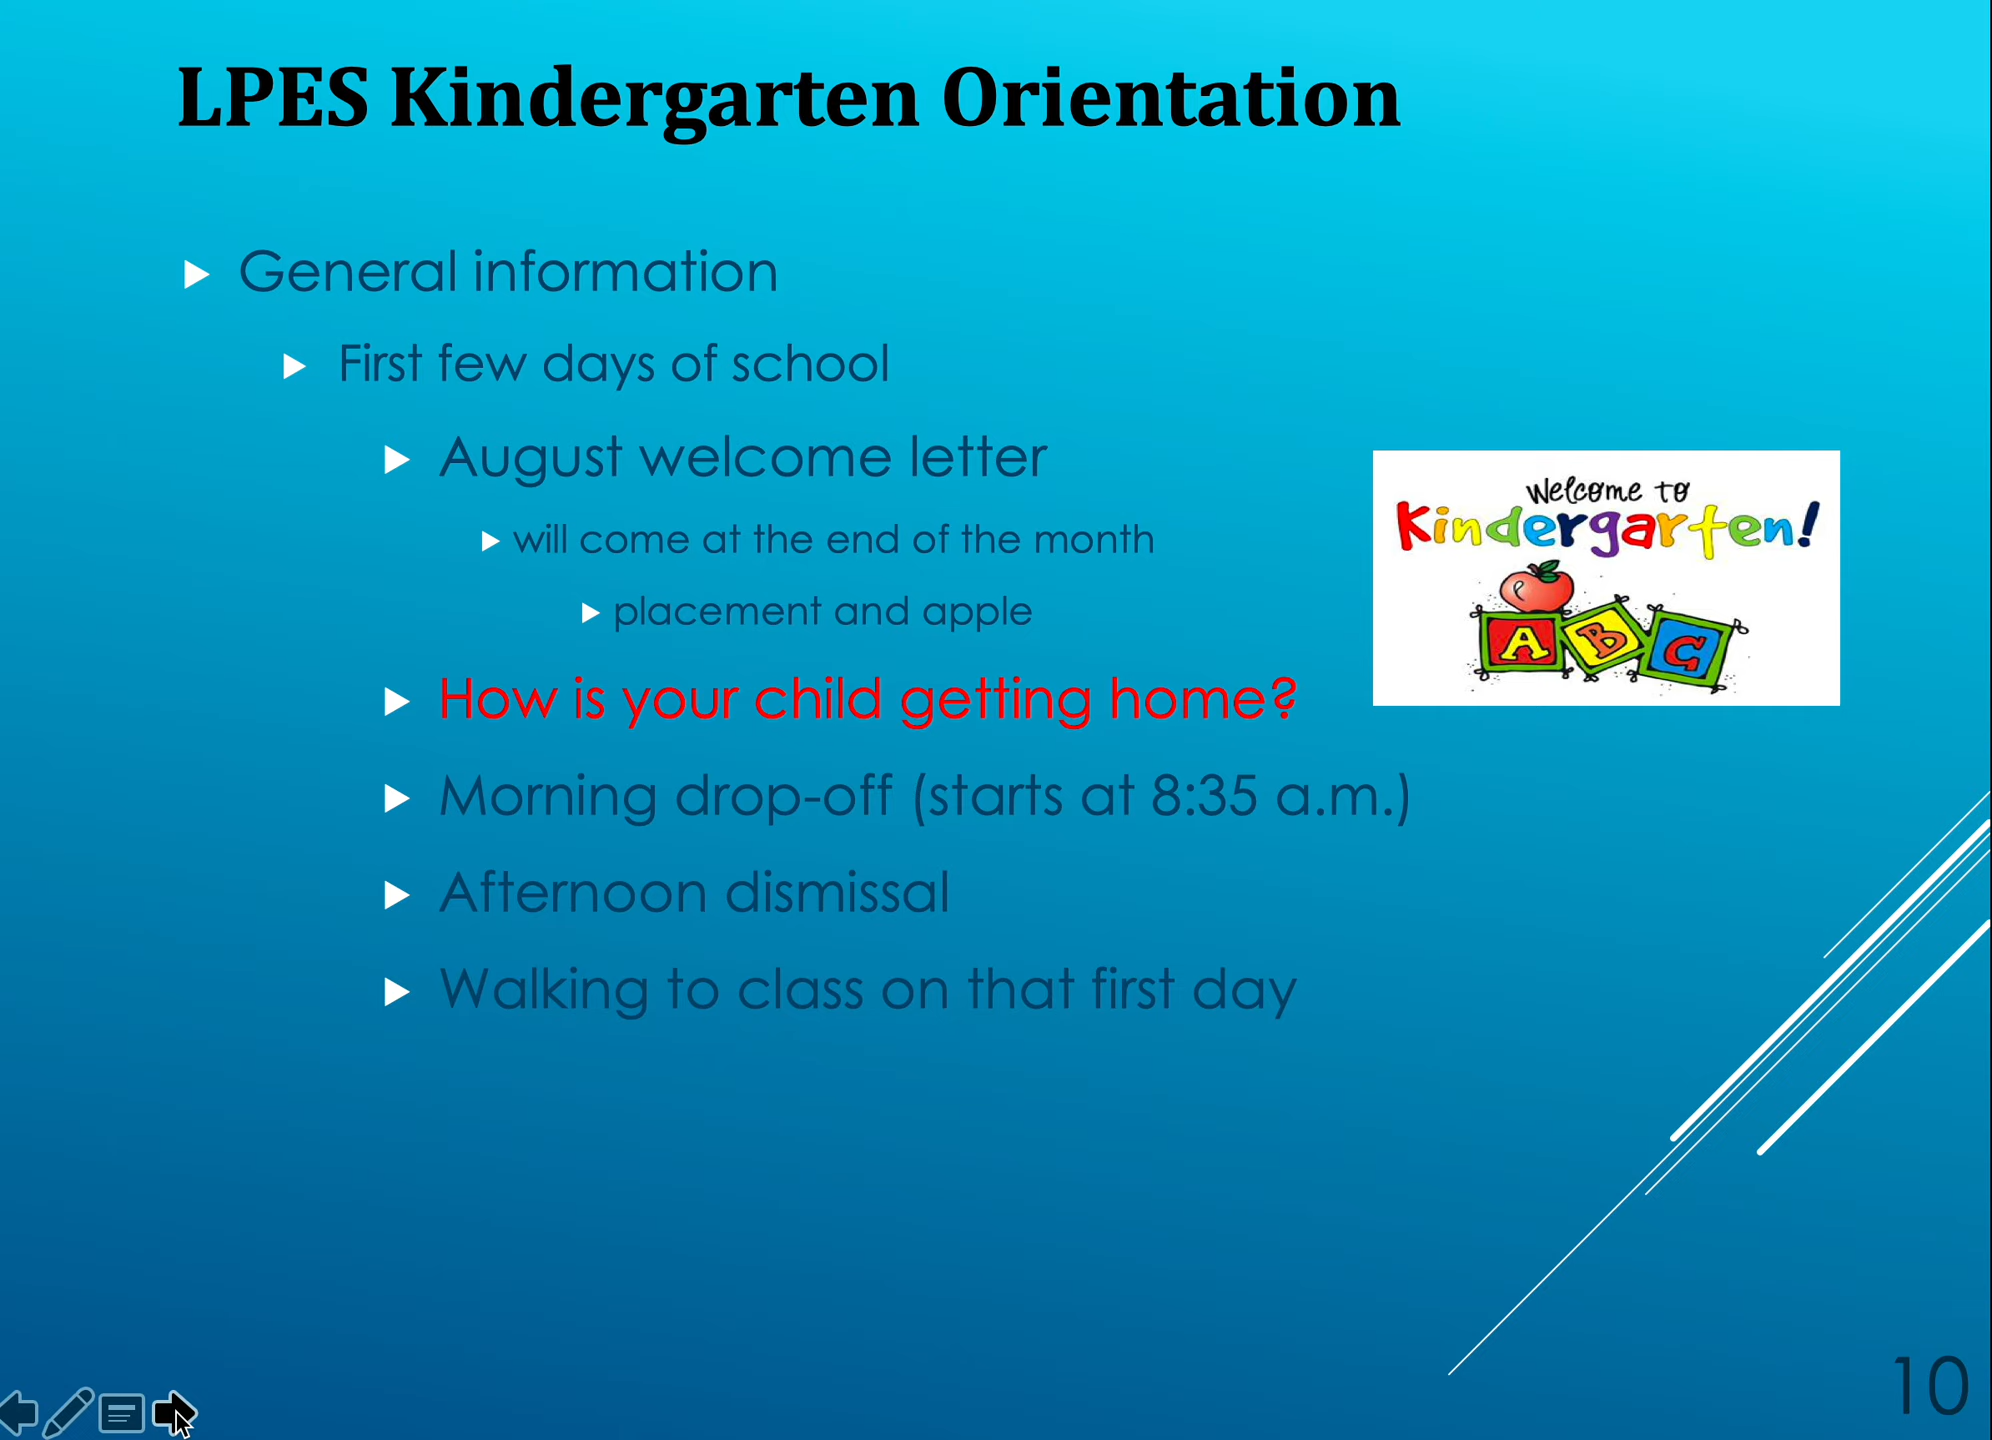 LPES Kindergarten Orientation
General information
First few days of school
August welcome letter
will come at the end of the month
placement and apple
How is your child getting home?
Morning drop-off (starts at 8:35 a.m.)
Afternoon dismissal
Walking to class on that first day
Welcome to
Kindergarten!
A B C
10